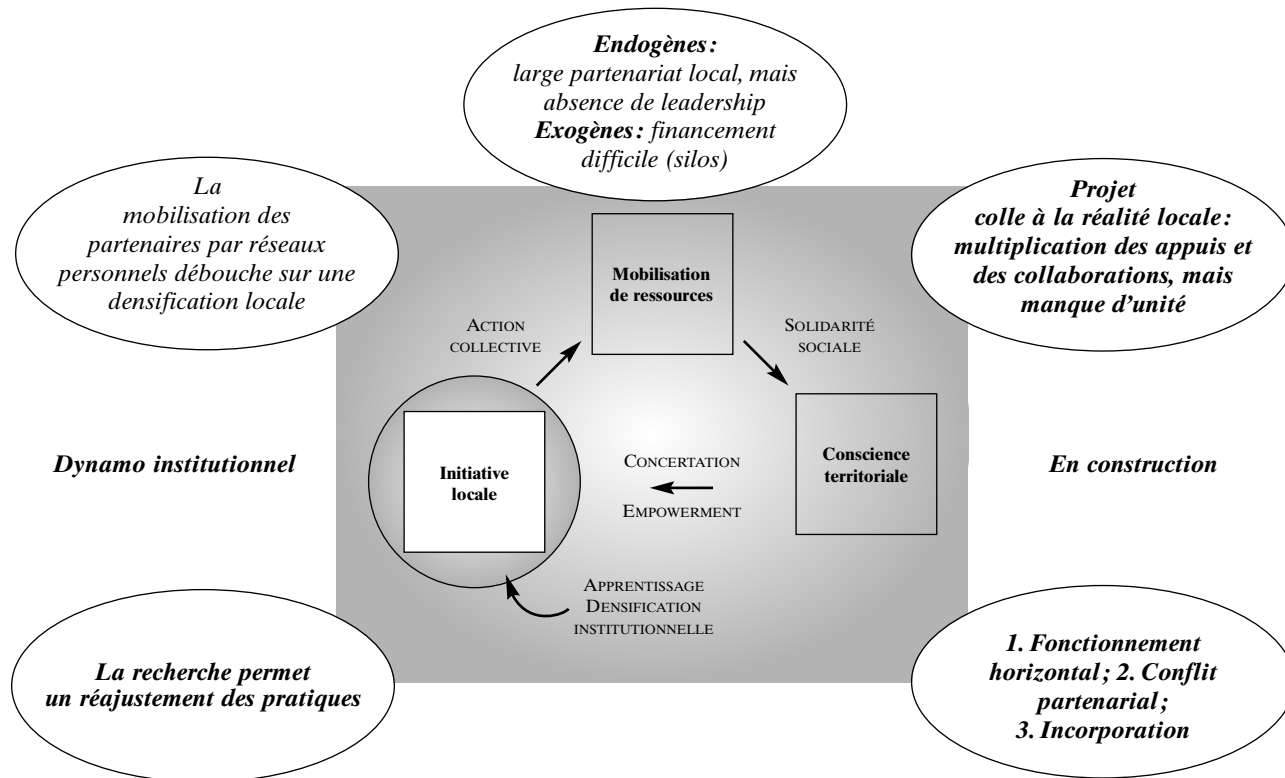 Endogènes :
large partenariat local, mais
absence de leadership
Exogènes : financement
difficile (silos)
La
mobilisation des
partenaires par réseaux
personnels débouche sur une
densification locale
Projet
colle à la réalité locale :
multiplication des appuis et
des collaborations, mais
manque d’unité
Mobilisation
de ressources
ACTION
COLLECTIVE
SOLIDARITÉ
SOCIALE
Dynamo institutionnel
Initiative
locale
CONCERTATION
EMPOWERMENT
Conscience
territoriale
En construction
APPRENTISSAGE
DENSIFICATION
INSTITUTIONNELLE
La recherche permet
un réajustement des pratiques
1. Fonctionnement
horizontal ; 2. Conflit
partenarial ;
3. Incorporation